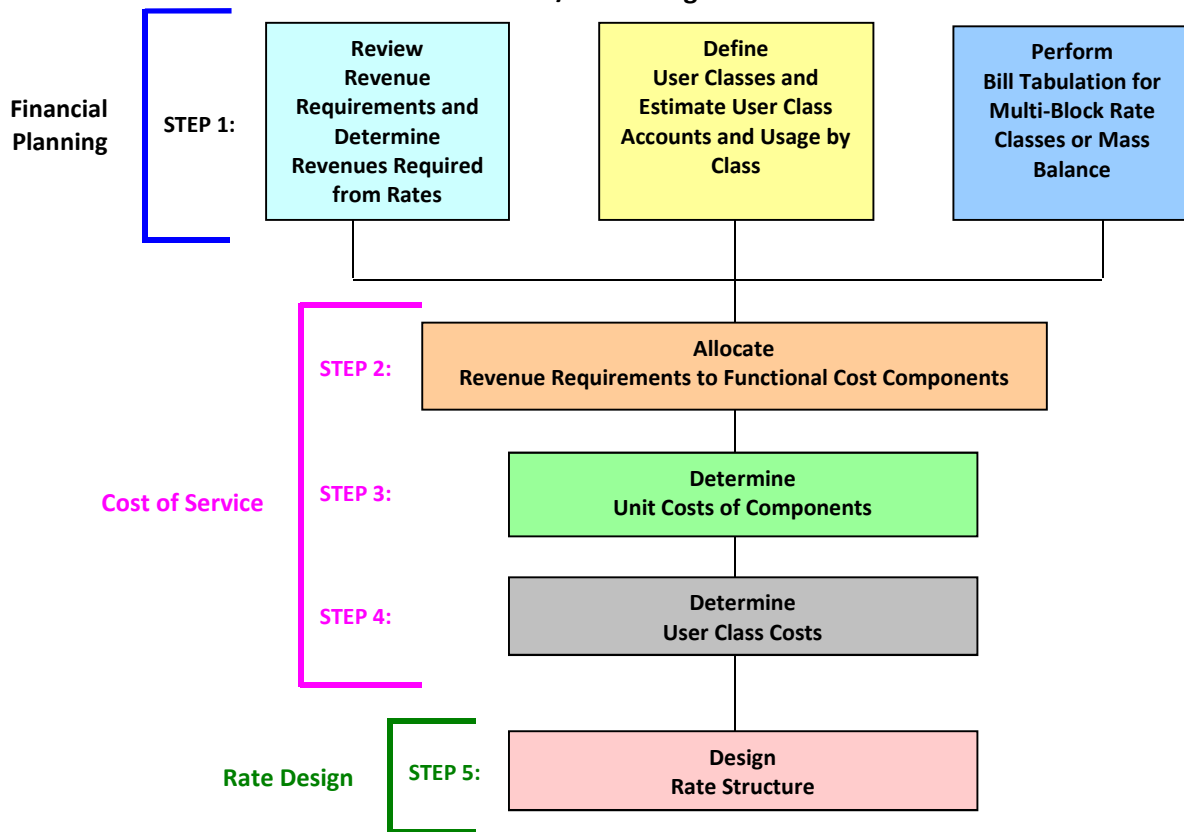 Financial
Planning
STEP 1:
Review
Revenue
Requirements and
Determine
Revenues Required
from Rates
Define
User Classes and
Estimate User Class
Accounts and Usage by
Class
Perform
Bill Tabulation for
Multi-Block Rate
Classes or Mass
Balance
Cost of Service
STEP 2:
Allocate
Revenue Requirements to Functional Cost Components
STEP 3:
Determine
Unit Costs of Components
STEP 4:
Determine
User Class Costs
Rate Design
STEP 5:
Design
Rate Structure